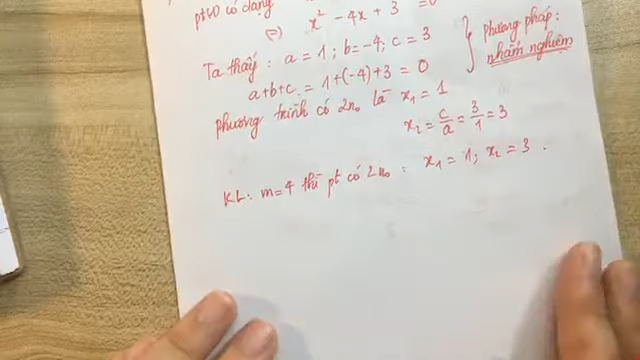 pt(1) có dạng
(=) x² - 4x + 3 = 0
Ta thấy: a = 1; b = -4; c = 3
a+b+c = 1+(-4)+3 = 0
phương trình có 2n₀ là x₁ = 1
x₂ = c/a = 3/1 = 3
phương pháp:
nhẩm nghiệm
KL: m=4 thì pt có 2n₀: x₁ = 1; x₂ = 3.